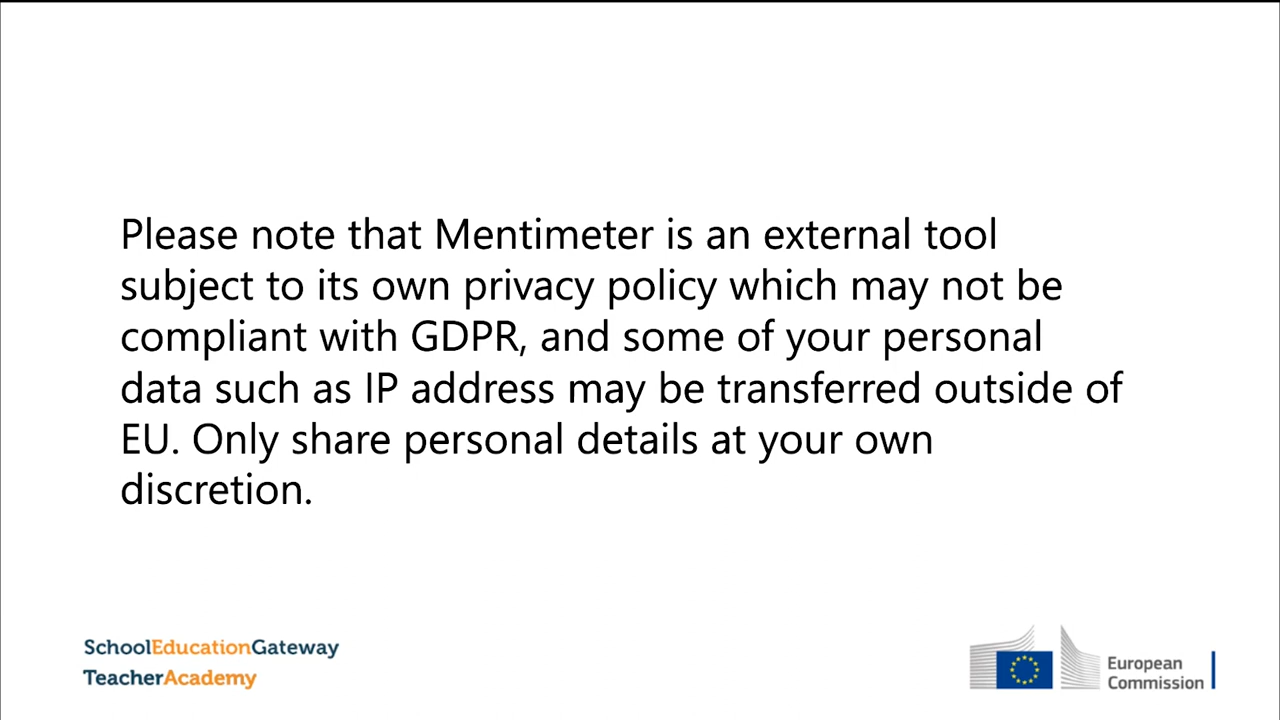 Please note that Mentimeter is an external tool
subject to its own privacy policy which may not be
compliant with GDPR, and some of your personal
data such as IP address may be transferred outside of
EU. Only share personal details at your own
discretion.
SchoolEducationGateway
TeacherAcademy
European
Commission